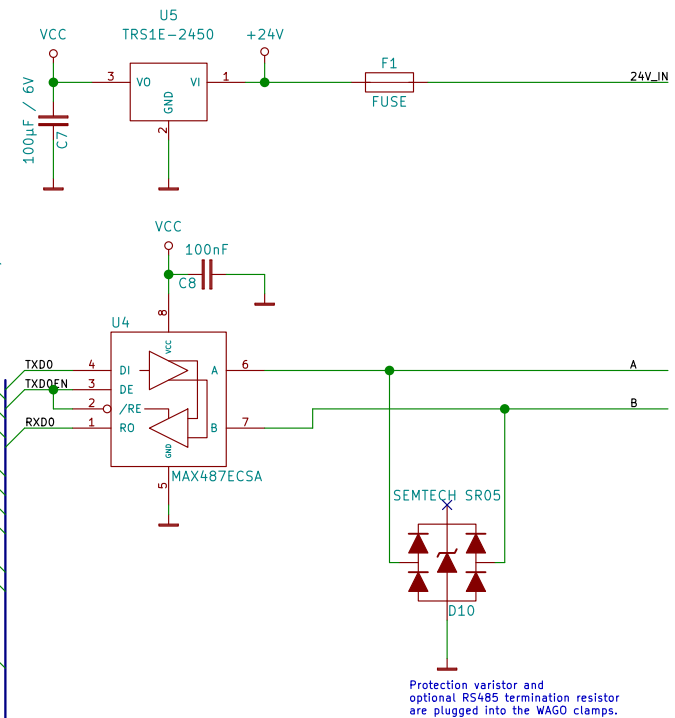 U5
VCC
TRS1E-2450
+24V
F1
3
VO
VI
1
24V_IN
100µF / 6V
GND
FUSE
C7
2
VCC
100nF
C8
8
U4
VCC
TXD0
4
DI
A
6
A
TXD0EN
3
DE
2
/RE
B
RXD0
1
RO
B
7
GND
MAX487ECSA
5
SEMTECH SR05
D10
Protection varistor and
optional RS485 termination resistor
are plugged into the WAGO clamps.